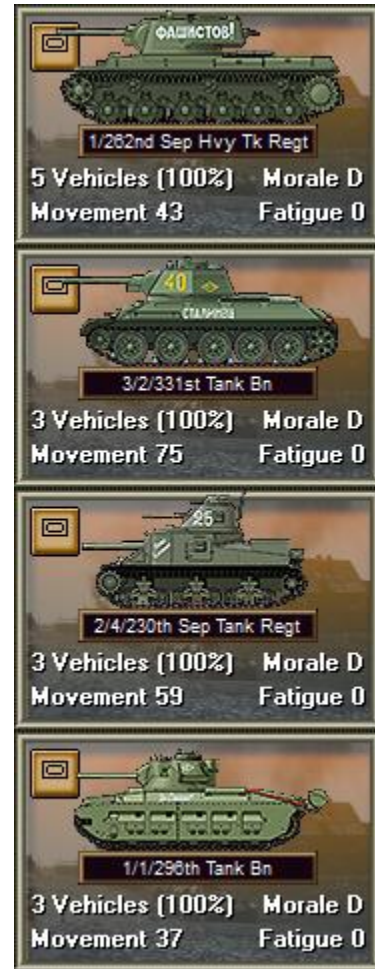 ФАШИСТОВ!
1/262nd Sep Hvy Tk Regt
5 Vehicles (100%) Morale D
Movement 43 Fatigue 0
40
3/2/331st Tank Bn
3 Vehicles (100%) Morale D
Movement 75 Fatigue 0
25
2/4/230th Sep Tank Regt
3 Vehicles (100%) Morale D
Movement 59 Fatigue 0
1/1/296th Tank Bn
3 Vehicles (100%) Morale D
Movement 37 Fatigue 0